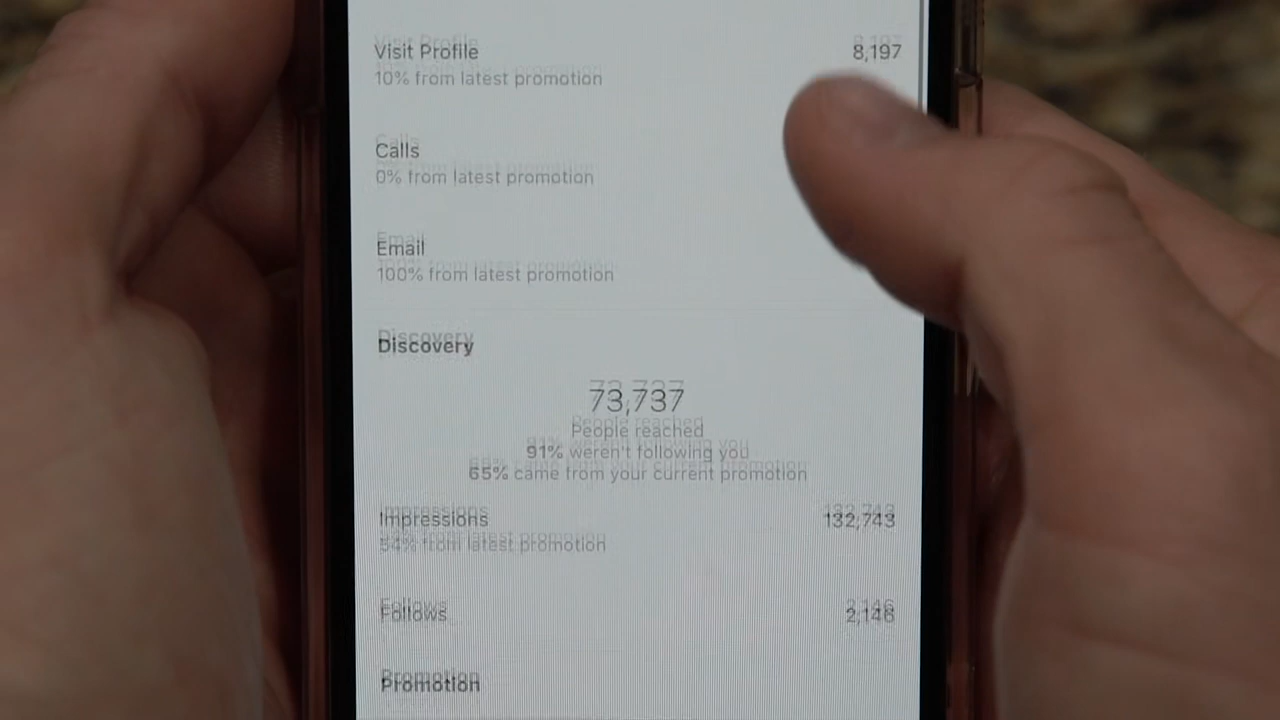 Visit Profile 8,197
10% from latest promotion
Calls
0% from latest promotion
Email
100% from latest promotion
Discovery
73,737
People reached
91% weren't following you
65% came from your current promotion
Impressions 132,743
54% from latest promotion
Follows 2,146
Promotion